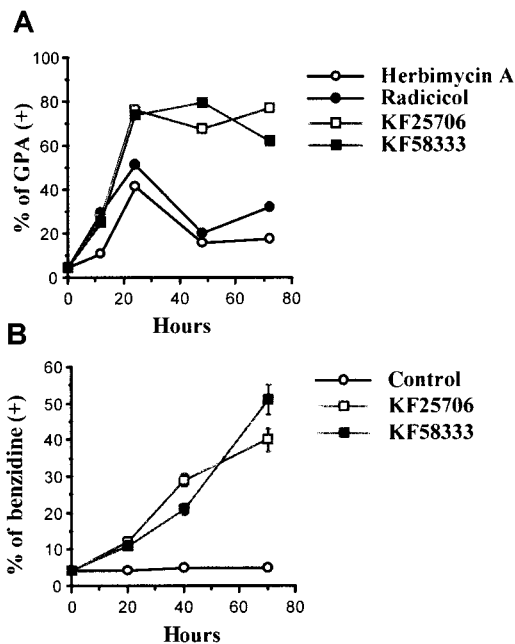 A
% of GPA (+)
100
80
60
40
20
0
0 20 40 60 80
Hours
Herbimycin A
Radicicol
KF25706
KF58333
B
% of benzidine (+)
60
50
40
30
20
10
0
0 20 40 60 80
Hours
Control
KF25706
KF58333